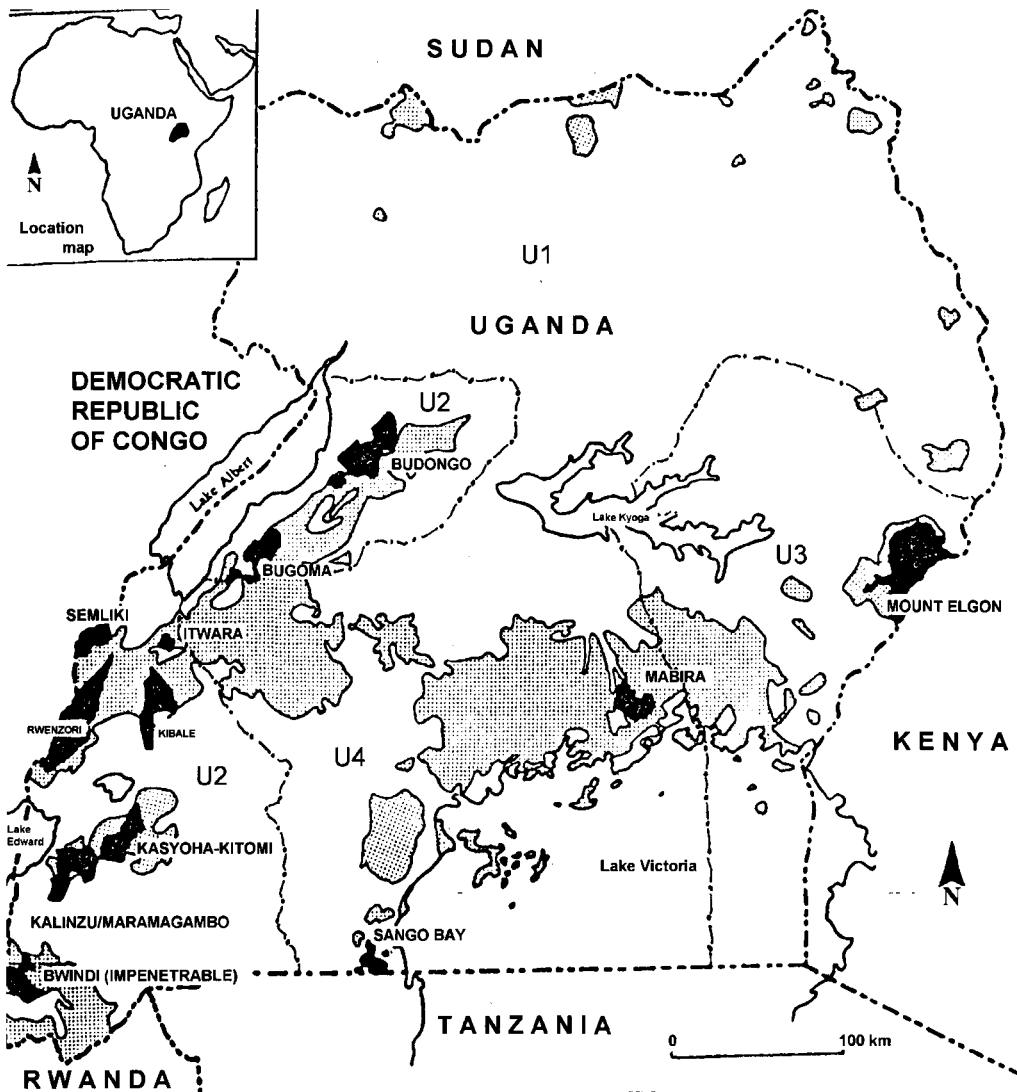 SUDAN
UGANDA
N
Location
map
U1
UGANDA
DEMOCRATIC
REPUBLIC
OF CONGO
U2
BUDONGO
Lake Albert
Lake Kyoga
BUGOMA
U3
MOUNT ELGON
SEMLIKI
ITWARA
MABIRA
RWENZORI
KIBALE
KENYA
U4
U2
Lake
Edward
KASYOHA-KITOMI
Lake Victoria
N
KALINZU/MARAMAGAMBO
SANGO BAY
BWINDI (IMPENETRABLE)
TANZANIA
0 100 km
RWANDA